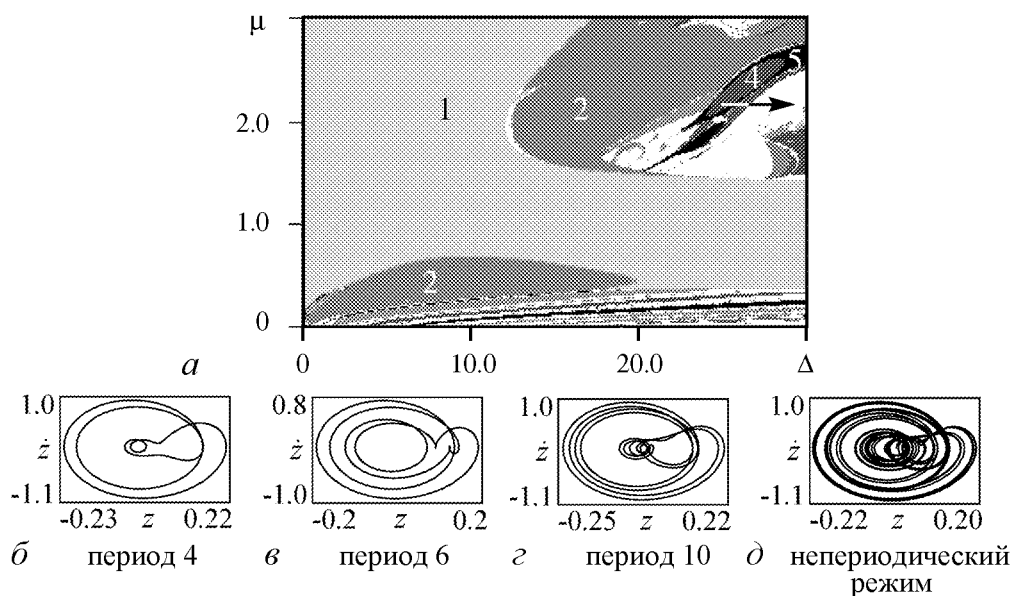 μ
5
4
1
2
2.0
1.0
2
0
0 10.0 20.0 Δ
а
1.0 0.8 1.0 1.0
ż ż ż ż
-1.1 -1.0 -1.1 -1.1
-0.23 z 0.22 -0.2 z 0.2 -0.25 z 0.22 -0.22 z 0.20
б период 4 в период 6 г период 10 д непериодический
режим